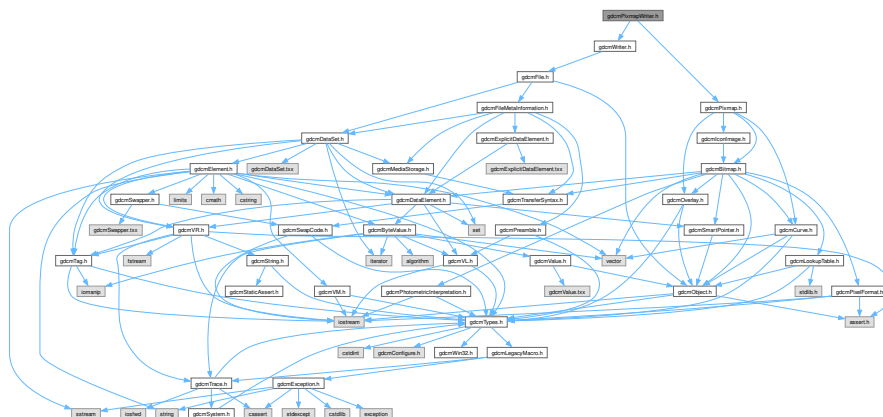 gdcmPixmapWriter.h
gdcmWriter.h
gdcmFile.h
gdcmFileMetaInformation.h
gdcmPixmap.h
gdcmDataSet.h
gdcmExplicitDataElement.h
gdcmIconImage.h
gdcmElement.h
gdcmDataSet.txx
gdcmMediaStorage.h
gdcmExplicitDataElement.txx
gdcmBitmap.h
gdcmSwapper.h
limits
cmath
cstring
gdcmDataElement.h
gdcmTransferSyntax.h
gdcmOverlay.h
gdcmSwapper.txx
gdcmVR.h
gdcmSwapCode.h
gdcmByteValue.h
set
gdcmPreamble.h
gdcmSmartPointer.h
gdcmCurve.h
gdcmTag.h
fstream
gdcmString.h
iterator
algorithm
gdcmVL.h
gdcmValue.h
vector
gdcmLookupTable.h
iomanip
gdcmStaticAssert.h
gdcmVM.h
gdcmPhotometricInterpretation.h
gdcmValue.txx
gdcmObject.h
stdlib.h
gdcmPixelFormat.h
iostream
gdcmTypes.h
assert.h
cstdint
gdcmConfigure.h
gdcmWin32.h
gdcmLegacyMacro.h
gdcmTrace.h
gdcmException.h
sstream
iosfwd
string
gdcmSystem.h
cassert
stdexcept
cstdlib
exception